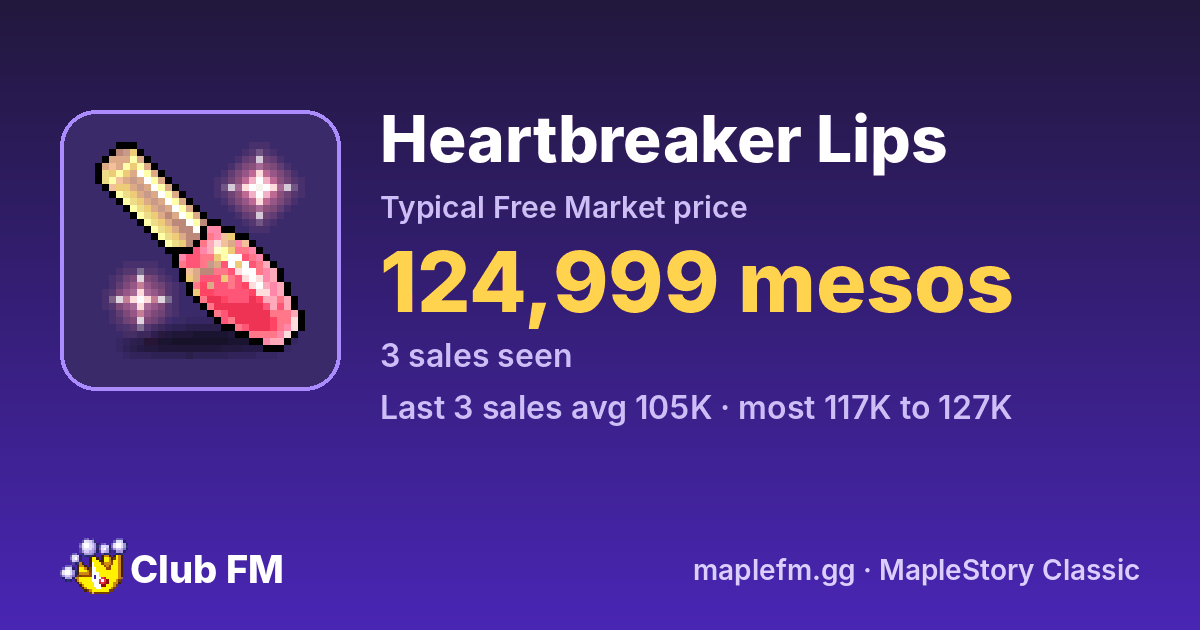 Heartbreaker Lips
Typical Free Market price
124,999 mesos
3 sales seen
Last 3 sales avg 105K · most 117K to 127K
Club FM
maplefm.gg · MapleStory Classic